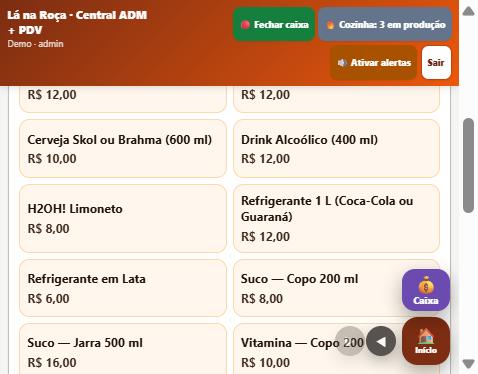 Lá na Roça - Central ADM
+ PDV
Demo · admin
Fechar caixa
Cozinha: 3 em produção
Ativar alertas
Sair
R$ 12,00
R$ 12,00
Cerveja Skol ou Brahma (600 ml)
R$ 10,00
Drink Alcoólico (400 ml)
R$ 12,00
H2OH! Limoneto
R$ 8,00
Refrigerante 1 L (Coca-Cola ou
Guaraná)
R$ 12,00
Refrigerante em Lata
R$ 6,00
Suco — Copo 200 ml
R$ 8,00
Suco — Jarra 500 ml
R$ 16,00
Vitamina — Copo 200
R$ 10,00
Caixa
Início